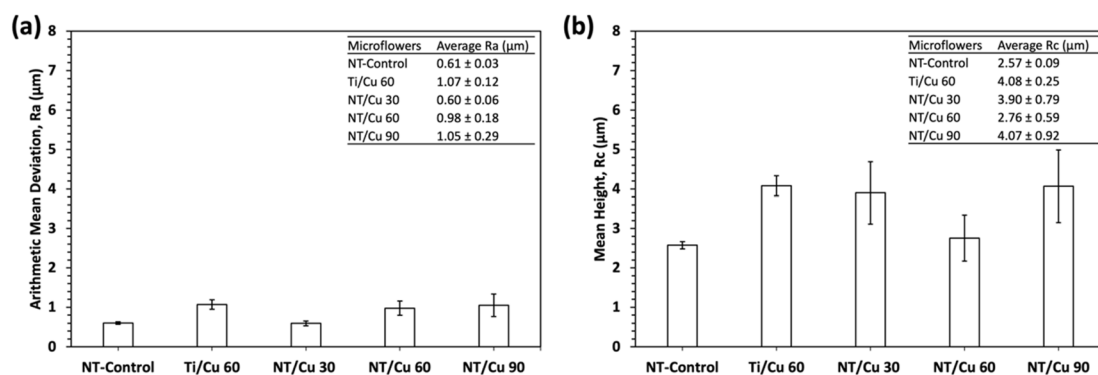 (a)
Arithmetic Mean Deviation, Ra (μm)
8
7
6
5
4
3
2
1
0
Microflowers Average Ra (μm)
NT-Control 0.61 ± 0.03
Ti/Cu 60 1.07 ± 0.12
NT/Cu 30 0.60 ± 0.06
NT/Cu 60 0.98 ± 0.18
NT/Cu 90 1.05 ± 0.29
NT-Control Ti/Cu 60 NT/Cu 30 NT/Cu 60 NT/Cu 90
(b)
Mean Height, Rc (μm)
8
7
6
5
4
3
2
1
0
Microflowers Average Rc (μm)
NT-Control 2.57 ± 0.09
Ti/Cu 60 4.08 ± 0.25
NT/Cu 30 3.90 ± 0.79
NT/Cu 60 2.76 ± 0.59
NT/Cu 90 4.07 ± 0.92
NT-Control Ti/Cu 60 NT/Cu 30 NT/Cu 60 NT/Cu 90